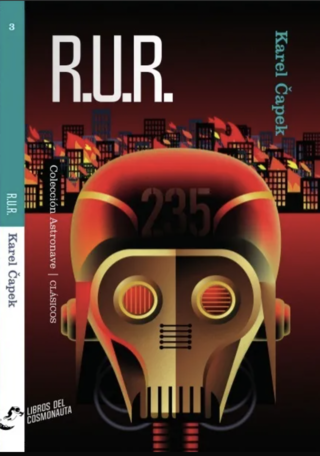 3
R.U.R.
Karel Čapek
LIBROS DEL
COSMONAUTA
R.U.R.
Karel Čapek
Colección Astronave | CLÁSICOS
235